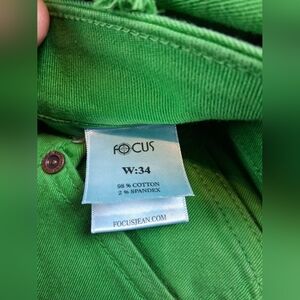 FOCUS
W:34
98 % COTTON
2 % SPANDEX
FOCUSJEAN.COM